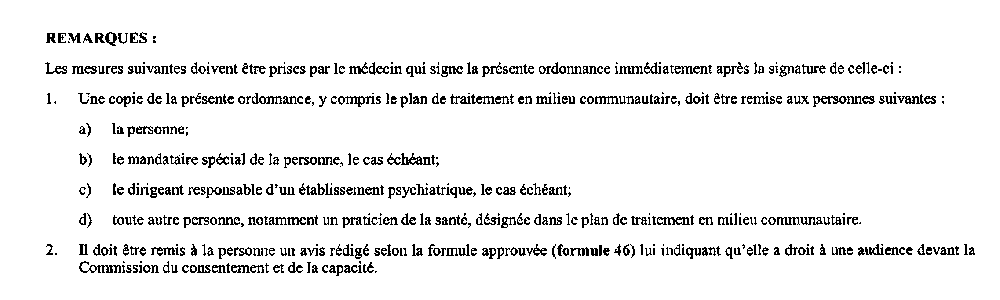 REMARQUES :
Les mesures suivantes doivent être prises par le médecin qui signe la présente ordonnance immédiatement après la signature de celle-ci :
1. Une copie de la présente ordonnance, y compris le plan de traitement en milieu communautaire, doit être remise aux personnes suivantes :
a) la personne;
b) le mandataire spécial de la personne, le cas échéant;
c) le dirigeant responsable d’un établissement psychiatrique, le cas échéant;
d) toute autre personne, notamment un praticien de la santé, désignée dans le plan de traitement en milieu communautaire.
2. Il doit être remis à la personne un avis rédigé selon la formule approuvée (formule 46) lui indiquant qu’elle a droit à une audience devant la
Commission du consentement et de la capacité.